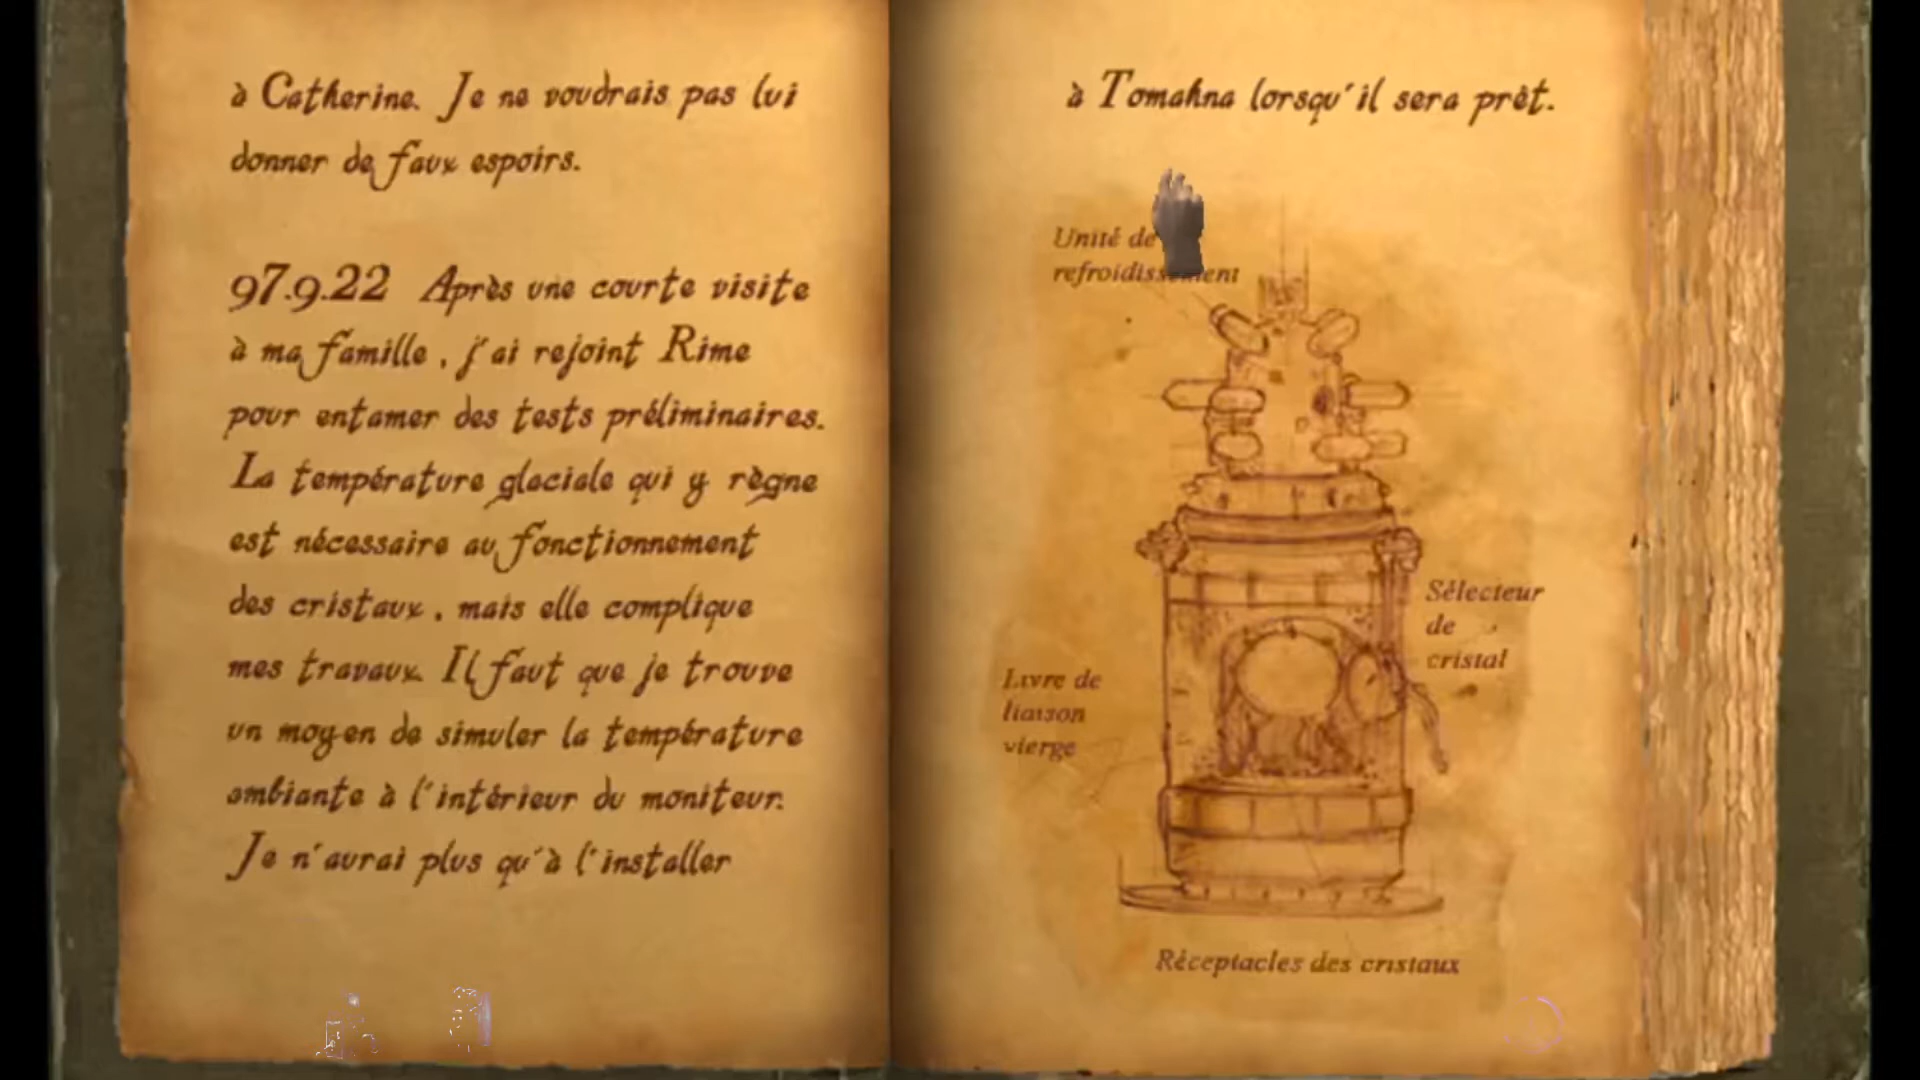 à Catherine. Je ne voudrais pas lui
donner de faux espoirs.
97.9.22 Après une courte visite
à ma famille, j'ai rejoint Rime
pour entamer des tests préliminaires.
La température glaciale qui y règne
est nécessaire au fonctionnement
des cristaux, mais elle complique
mes travaux. Il faut que je trouve
un moyen de simuler la température
ambiante à l'intérieur du moniteur.
Je n'aurai plus qu'à l'installer
à Tomahna lorsqu'il sera prêt.
Unité de
refroidissement
Sélecteur
de
cristal
Livre de
liaison
vierge
Réceptacles des cristaux